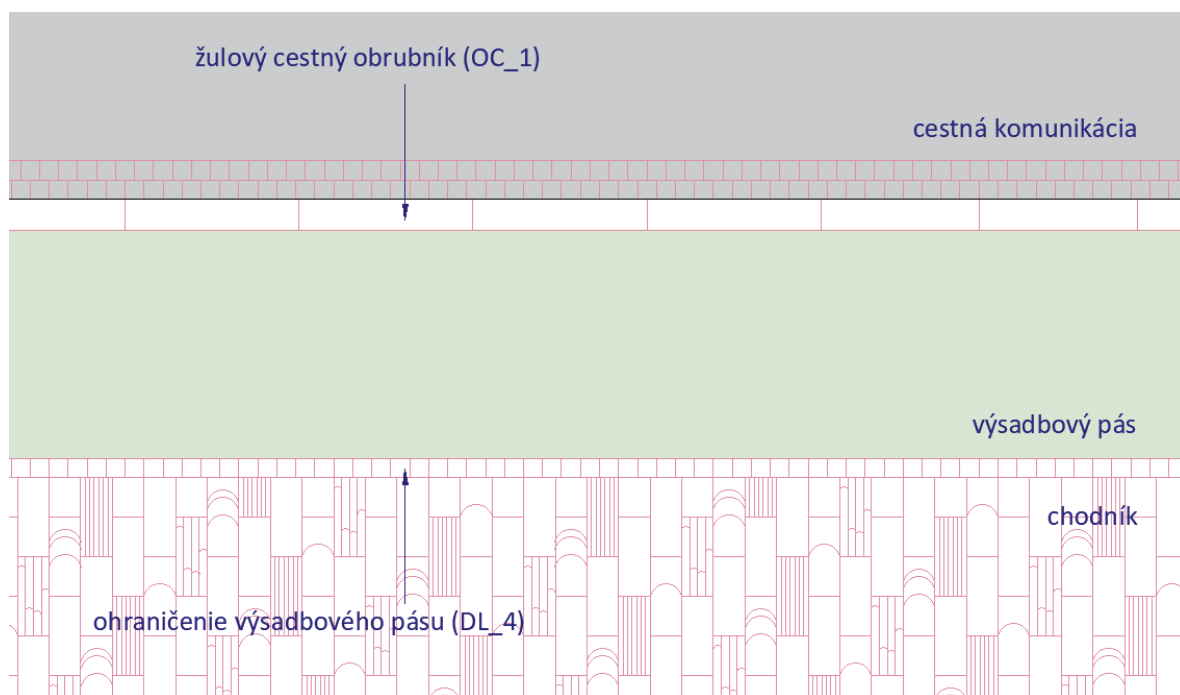 žulový cestný obrubník (OC_1)
cestná komunikácia
výsadbový pás
chodník
ohraničenie výsadbového pásu (DL_4)